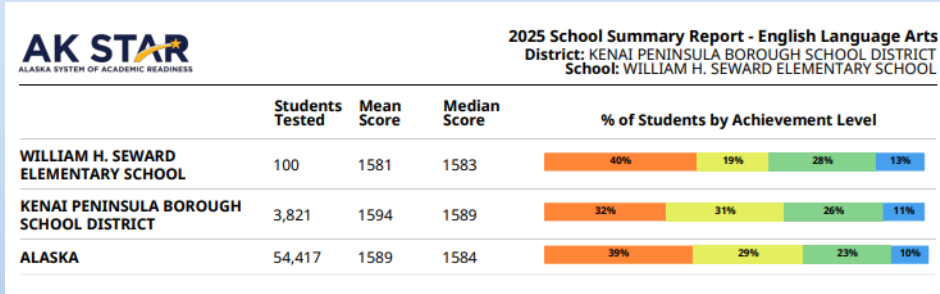 AK STAR
ALASKA SYSTEM OF ACADEMIC READINESS
2025 School Summary Report - English Language Arts
District: KENAI PENINSULA BOROUGH SCHOOL DISTRICT
School: WILLIAM H. SEWARD ELEMENTARY SCHOOL
Students Tested Mean Score Median Score % of Students by Achievement Level
WILLIAM H. SEWARD ELEMENTARY SCHOOL 100 1581 1583 40% 19% 28% 13%
KENAI PENINSULA BOROUGH SCHOOL DISTRICT 3,821 1594 1589 32% 31% 26% 11%
ALASKA 54,417 1589 1584 39% 29% 23% 10%